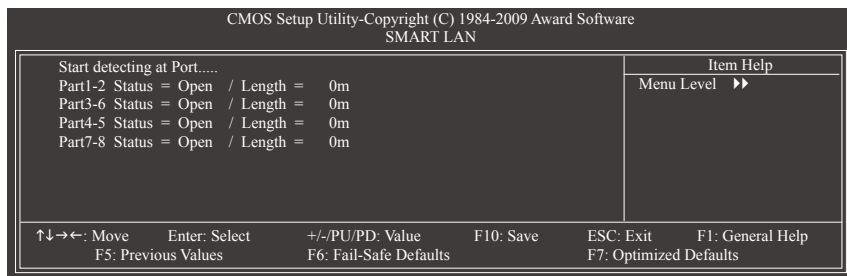 CMOS Setup Utility-Copyright (C) 1984-2009 Award Software
SMART LAN
Start detecting at Port.....
Part1-2 Status = Open / Length = 0m
Part3-6 Status = Open / Length = 0m
Part4-5 Status = Open / Length = 0m
Part7-8 Status = Open / Length = 0m
Item Help
Menu Level ▶▶
↑↓→←: Move Enter: Select +/-/PU/PD: Value F10: Save ESC: Exit F1: General Help
F5: Previous Values F6: Fail-Safe Defaults F7: Optimized Defaults